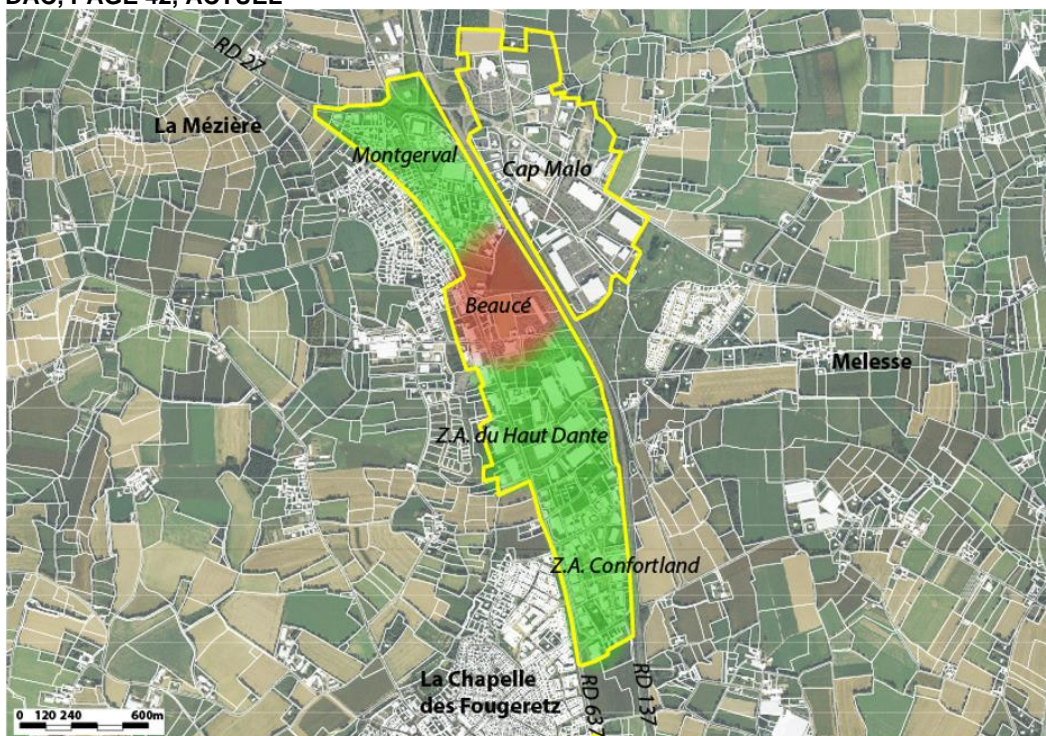 DAC, PAGE 42, ACTUEL
RD 27
N
La Mézière
Montgerval
Cap Malo
Beaucé
Melesse
Z.A. du Haut Dante
Z.A. Confortland
La Chapelle
des Fougeretz
RD 637
RD 137
0 120 240 600m